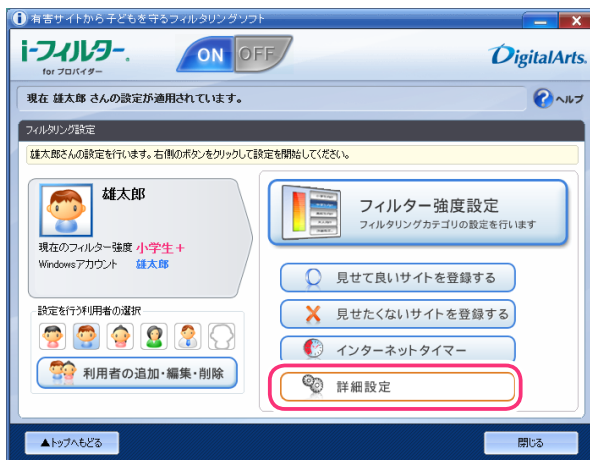 有害サイトから子どもを守るフィルタリングソフト
i-フィルター.
for プロバイダー
ON OFF
DigitalArts.
現在 雄太郎 さんの設定が適用されています。
ヘルプ
フィルタリング設定
雄太郎さんの設定を行います。右側のボタンをクリックして設定を開始してください。
雄太郎
現在のフィルター強度 小学生＋
Windowsアカウント 雄太郎
設定を行う利用者の選択
利用者の追加・編集・削除
フィルター強度設定
フィルタリングカテゴリの設定を行います
見せて良いサイトを登録する
見せたくないサイトを登録する
インターネットタイマー
詳細設定
▲トップへもどる
閉じる